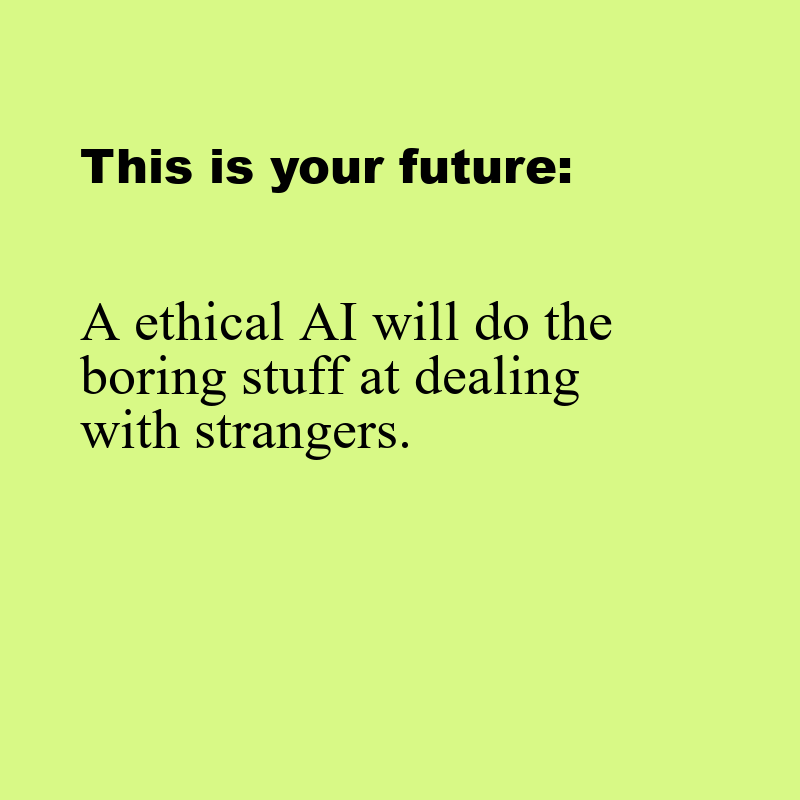 This is your future:
A ethical AI will do the
boring stuff at dealing
with strangers.